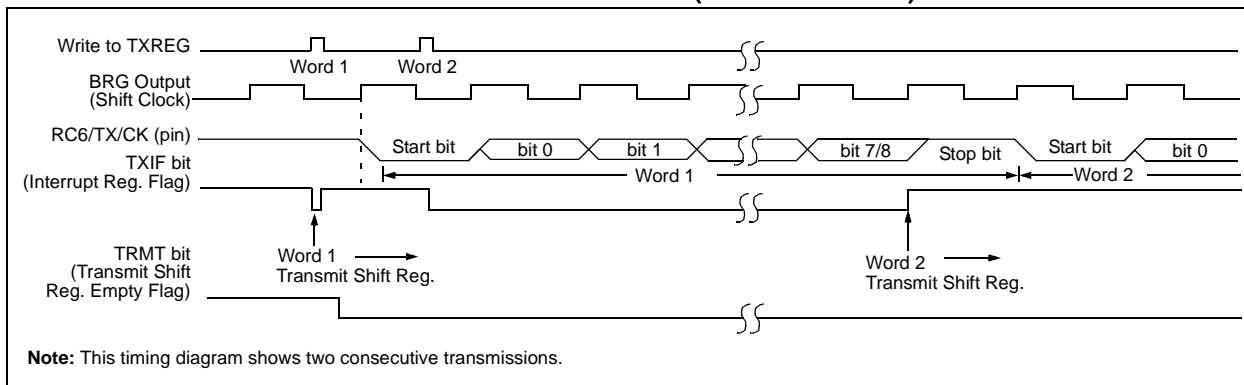 Write to TXREG
Word 1
Word 2
BRG Output
(Shift Clock)
RC6/TX/CK (pin)
Start bit
bit 0
bit 1
bit 7/8
Stop bit
Start bit
bit 0
TXIF bit
(Interrupt Reg. Flag)
Word 1
Word 2
Word 1
Transmit Shift Reg.
Word 2
Transmit Shift Reg.
TRMT bit
(Transmit Shift
Reg. Empty Flag)
Note: This timing diagram shows two consecutive transmissions.